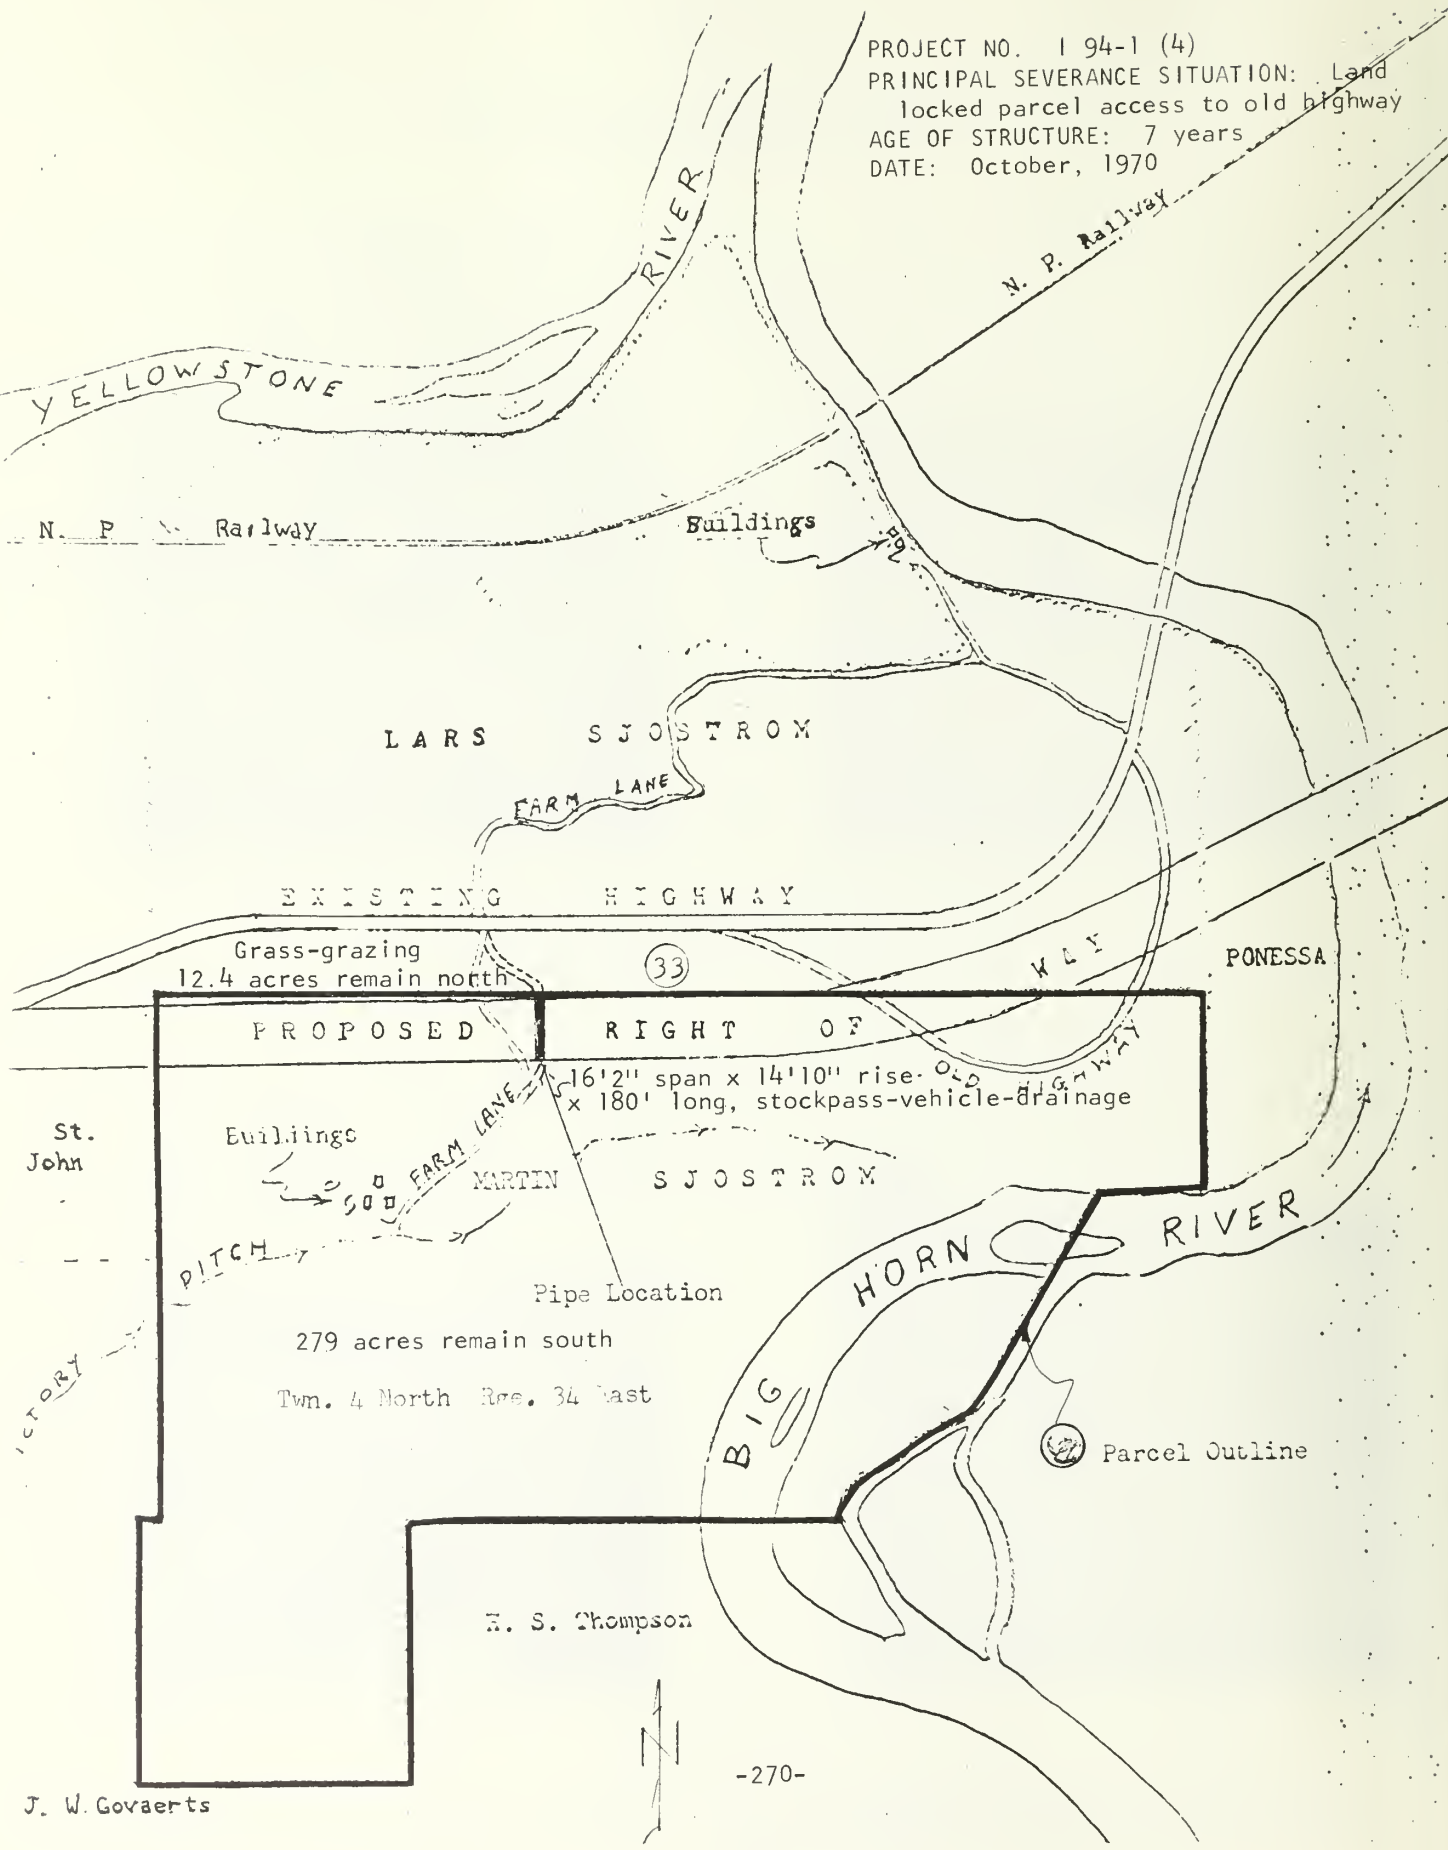 PROJECT NO. I 94-1 (4)
PRINCIPAL SEVERANCE SITUATION: Land
locked parcel access to old highway
AGE OF STRUCTURE: 7 years
DATE: October, 1970
N. P. Railway
YELLOWSTONE RIVER
N. P. Railway
Buildings
LARS SJOSTROM
FARM LANE
EXISTING HIGHWAY
Grass-grazing
12.4 acres remain north
33
WAY
PONESSA
PROPOSED RIGHT OF
OLD HIGHWAY
16'2" span x 14'10" rise
x 180' long, stockpass-vehicle-drainage
St.
John
Buildings
FARM LANE
MARTIN SJOSTROM
DITCH
BIG HORN RIVER
Pipe Location
279 acres remain south
Twn. 4 North Rge. 34 East
Parcel Outline
H. S. Thompson
N
-270-
J. W. Govaerts